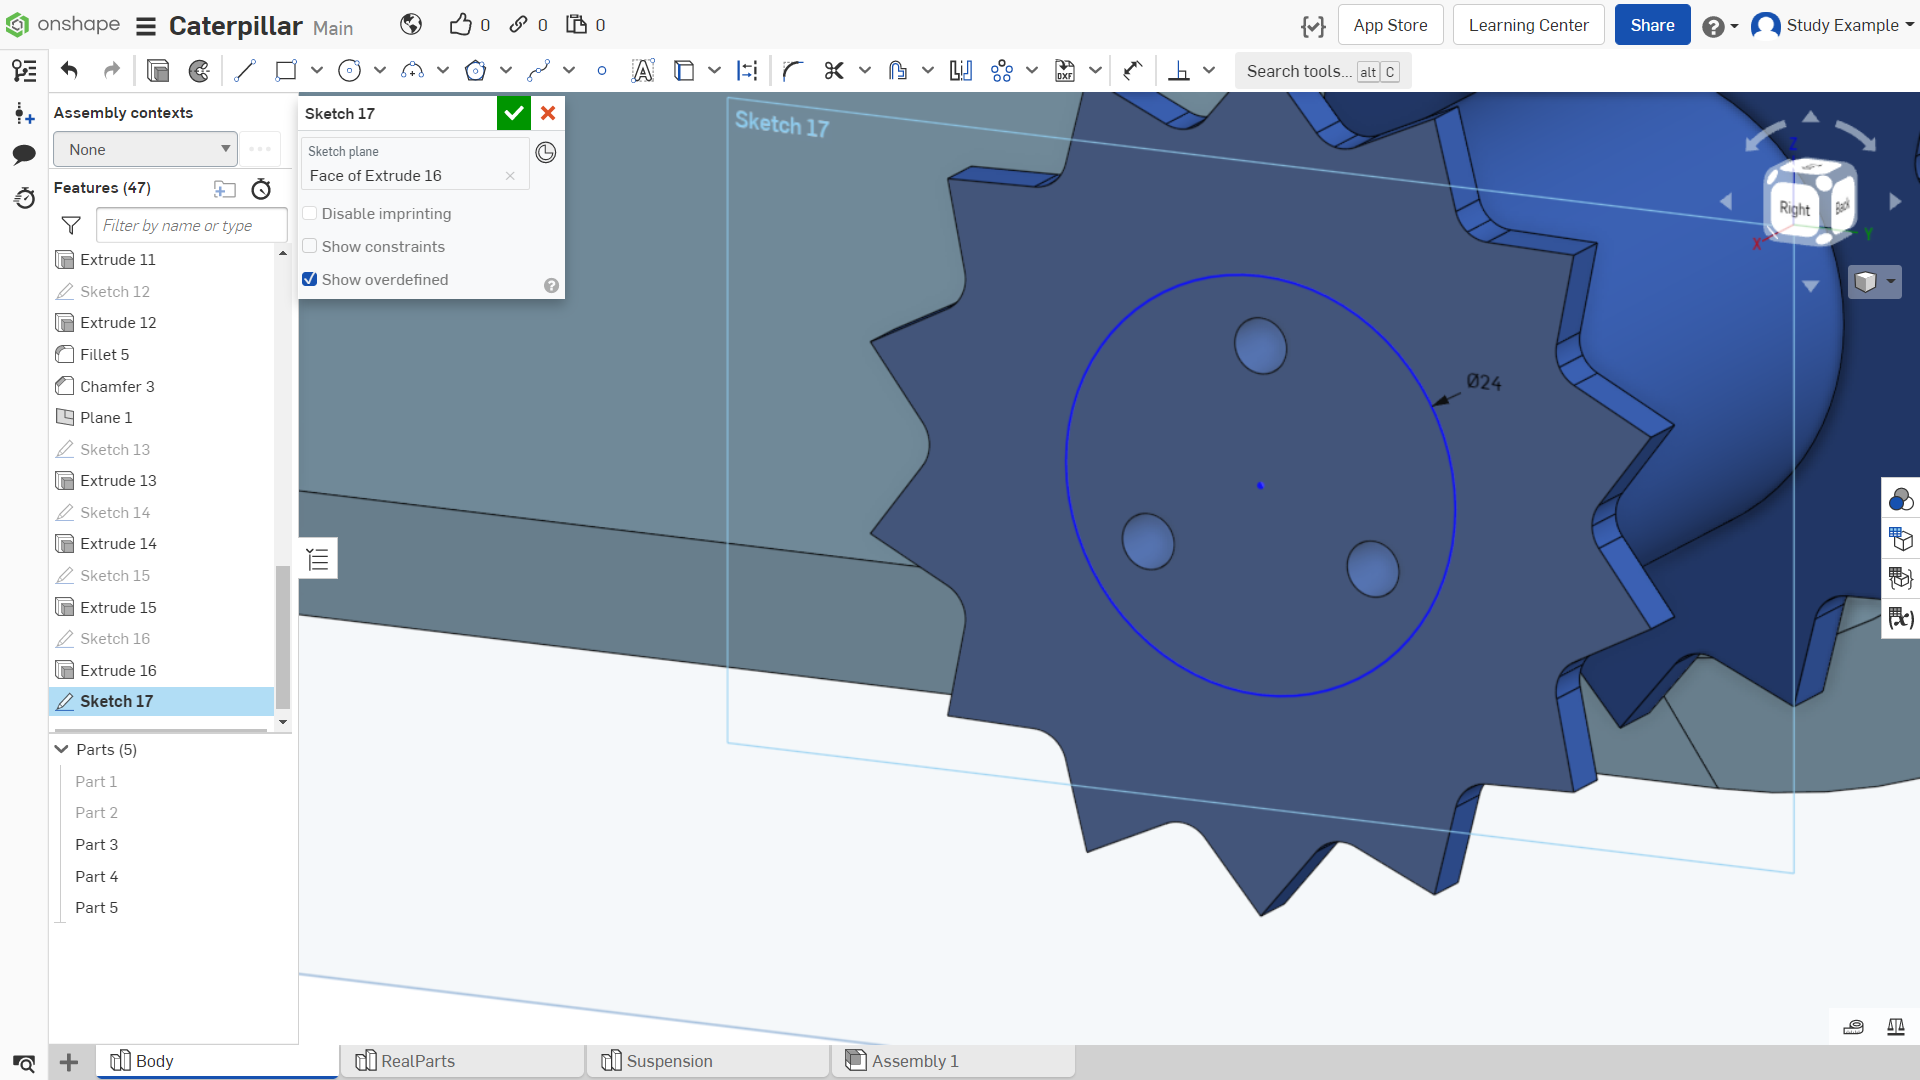 onshape Caterpillar Main 0 0 0 App Store Learning Center Share Study Example
Search tools... alt C
Assembly contexts
None
Features (47)
Filter by name or type
Extrude 11
Sketch 12
Extrude 12
Fillet 5
Chamfer 3
Plane 1
Sketch 13
Extrude 13
Sketch 14
Extrude 14
Sketch 15
Extrude 15
Sketch 16
Extrude 16
Sketch 17
Parts (5)
Part 1
Part 2
Part 3
Part 4
Part 5
Sketch 17
Sketch plane
Face of Extrude 16
Disable imprinting
Show constraints
Show overdefined
Sketch 17
Ø24
Z
Right
Back
X
Y
Body
RealParts
Suspension
Assembly 1